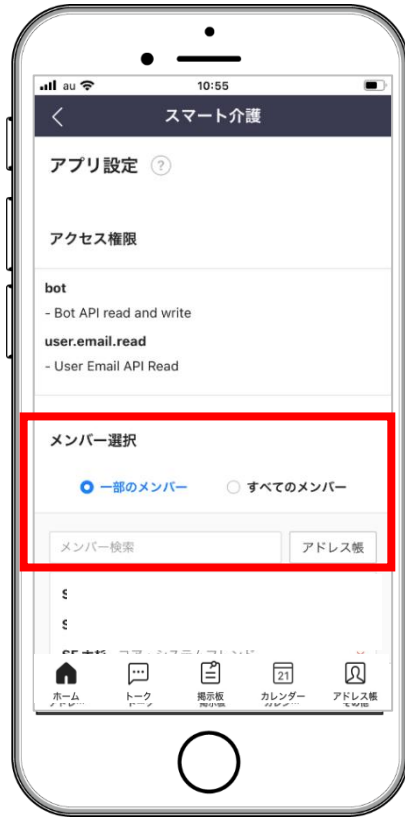 au 10:55
スマート介護
アプリ設定 ?
アクセス権限
bot
- Bot API read and write
user.email.read
- User Email API Read
メンバー選択
一部のメンバー すべてのメンバー
メンバー検索 アドレス帳
S
S
21
ホーム トーク 掲示板 カレンダー アドレス帳